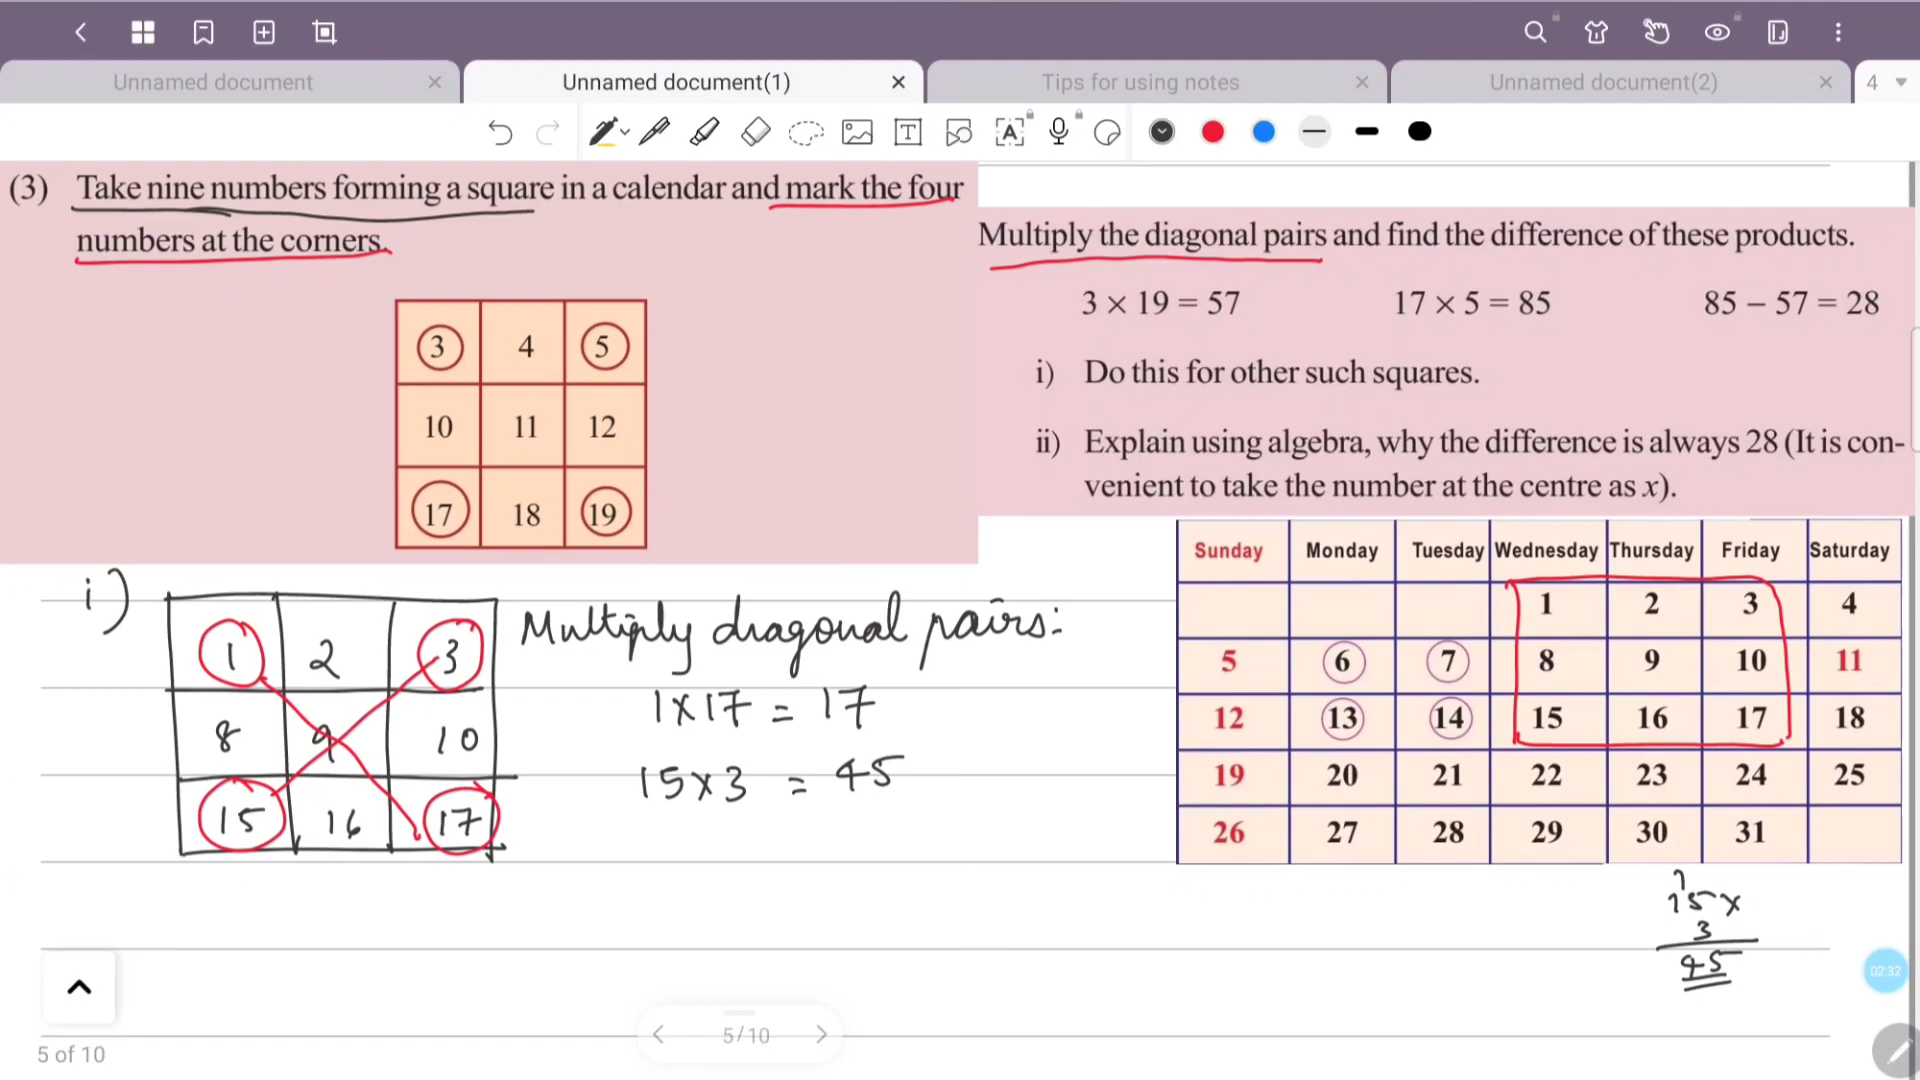 Unnamed document
Unnamed document(1)
Tips for using notes
Unnamed document(2)
4
(3) Take nine numbers forming a square in a calendar and mark the four
numbers at the corners.
3 4 5
10 11 12
17 18 19
Multiply the diagonal pairs and find the difference of these products.
3 × 19 = 57 17 × 5 = 85 85 − 57 = 28
i) Do this for other such squares.
ii) Explain using algebra, why the difference is always 28 (It is con-
venient to take the number at the centre as x).
Sunday Monday Tuesday Wednesday Thursday Friday Saturday
1 2 3 4
5 6 7 8 9 10 11
12 13 14 15 16 17 18
19 20 21 22 23 24 25
26 27 28 29 30 31
i)
1 2 3
8 9 10
15 16 17
Multiply diagonal pairs:
1×17 = 17
15×3 = 45
1
15×
3
45
02:32
5/10
5 of 10